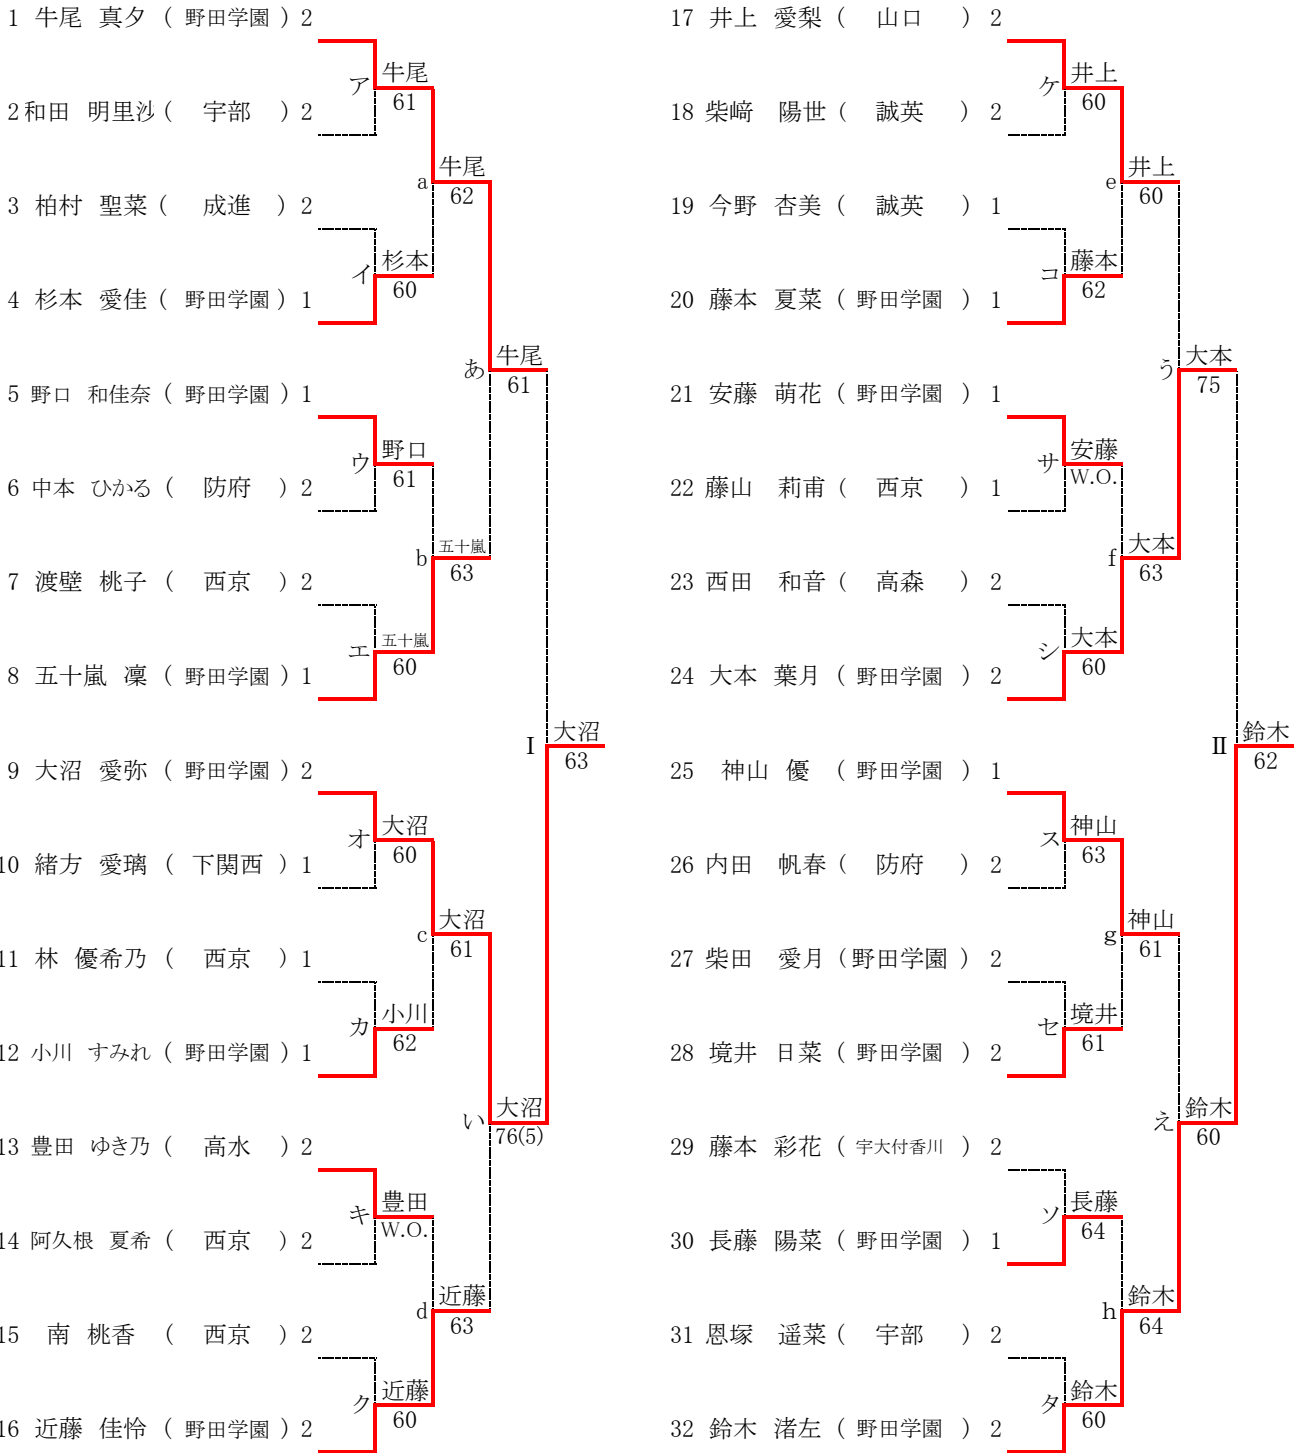 1 牛尾 真夕 ( 野田学園 ) 2
ア 牛尾 61
2 和田 明里沙 ( 宇部 ) 2
a 牛尾 62
3 柏村 聖菜 ( 成進 ) 2
イ 杉本 60
4 杉本 愛佳 ( 野田学園 ) 1
あ 牛尾 61
5 野口 和佳奈 ( 野田学園 ) 1
ウ 野口 61
6 中本 ひかる ( 防府 ) 2
b 五十嵐 63
7 渡壁 桃子 ( 西京 ) 2
エ 五十嵐 60
8 五十嵐 凜 ( 野田学園 ) 1
Ⅰ 大沼 63
9 大沼 愛弥 ( 野田学園 ) 2
オ 大沼 60
10 緒方 愛璃 ( 下関西 ) 1
c 大沼 61
11 林 優希乃 ( 西京 ) 1
カ 小川 62
12 小川 すみれ ( 野田学園 ) 1
い 大沼 76(5)
13 豊田 ゆき乃 ( 高水 ) 2
キ 豊田 W.O.
14 阿久根 夏希 ( 西京 ) 2
d 近藤 63
15 南 桃香 ( 西京 ) 2
ク 近藤 60
16 近藤 佳怜 ( 野田学園 ) 2
17 井上 愛梨 ( 山口 ) 2
ケ 井上 60
18 柴﨑 陽世 ( 誠英 ) 2
e 井上 60
19 今野 杏美 ( 誠英 ) 1
コ 藤本 62
20 藤本 夏菜 ( 野田学園 ) 1
う 大本 75
21 安藤 萌花 ( 野田学園 ) 1
サ 安藤 W.O.
22 藤山 莉甫 ( 西京 ) 1
f 大本 63
23 西田 和音 ( 高森 ) 2
シ 大本 60
24 大本 葉月 ( 野田学園 ) 2
Ⅱ 鈴木 62
25 神山 優 ( 野田学園 ) 1
ス 神山 63
26 内田 帆春 ( 防府 ) 2
g 神山 61
27 柴田 愛月 ( 野田学園 ) 2
セ 境井 61
28 境井 日菜 ( 野田学園 ) 2
え 鈴木 60
29 藤本 彩花 ( 宇大付香川 ) 2
ソ 長藤 64
30 長藤 陽菜 ( 野田学園 ) 1
h 鈴木 64
31 恩塚 遥菜 ( 宇部 ) 2
タ 鈴木 60
32 鈴木 渚左 ( 野田学園 ) 2